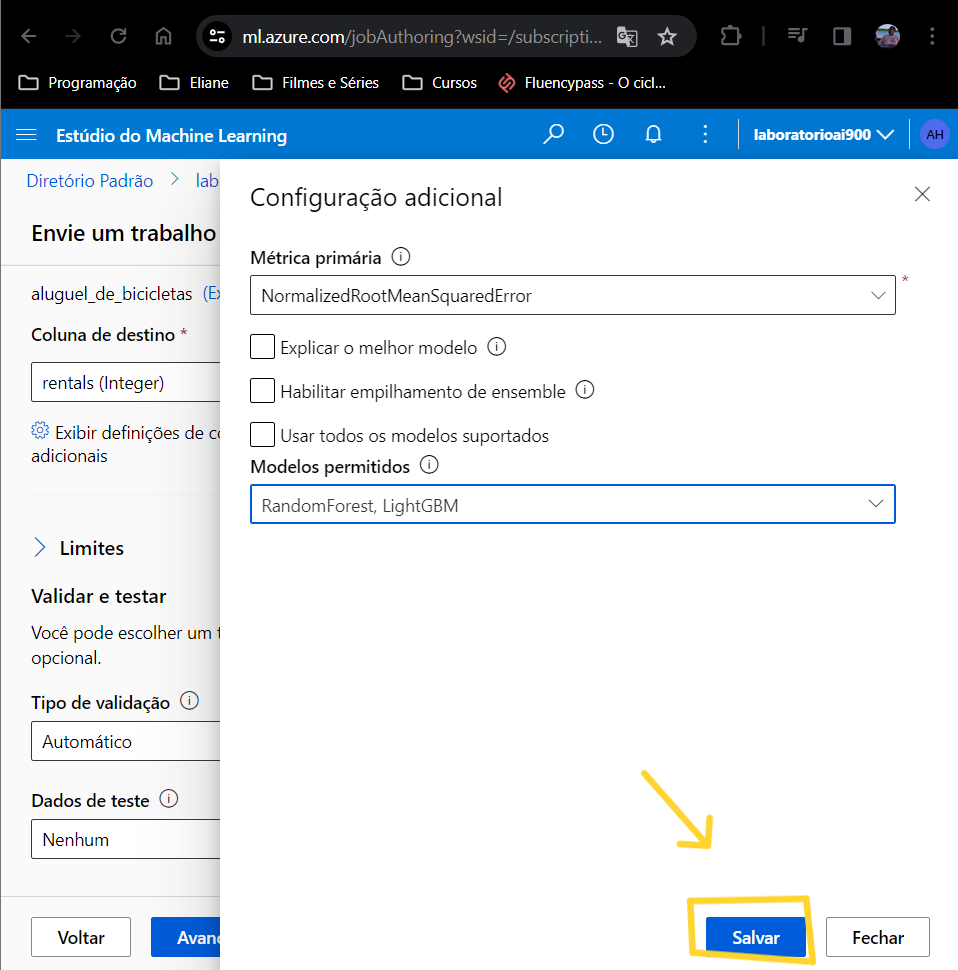 ml.azure.com/jobAuthoring?wsid=/subscripti...
Programação
Eliane
Filmes e Séries
Cursos
Fluencypass - O cicl...
Estúdio do Machine Learning
laboratorioai900
AH
Diretório Padrão > lab
Envie um trabalho
aluguel_de_bicicletas (Ex
Coluna de destino *
rentals (Integer)
Exibir definições de co
adicionais
Limites
Validar e testar
Você pode escolher um t
opcional.
Tipo de validação
Automático
Dados de teste
Nenhum
Voltar
Avanç
Configuração adicional
Métrica primária
NormalizedRootMeanSquaredError
*
Explicar o melhor modelo
Habilitar empilhamento de ensemble
Usar todos os modelos suportados
Modelos permitidos
RandomForest, LightGBM
Salvar
Fechar